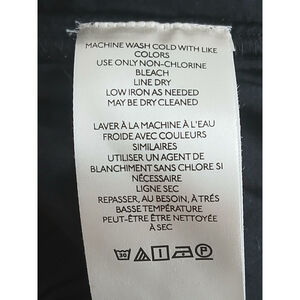 MACHINE WASH COLD WITH LIKE
COLORS
USE ONLY NON-CHLORINE
BLEACH
LINE DRY
LOW IRON AS NEEDED
MAY BE DRY CLEANED
LAVER À LA MACHINE À L'EAU
FROIDE AVEC COULEURS
SIMILAIRES
UTILISER UN AGENT DE
BLANCHIMENT SANS CHLORE SI
NÉCESSAIRE
LIGNE SEC
REPASSER, AU BESOIN, À TRÉS
BASSE TEMPÉRATURE
PEUT-ÊTRE ÊTRE NETTOYÉE
À SEC
30 P